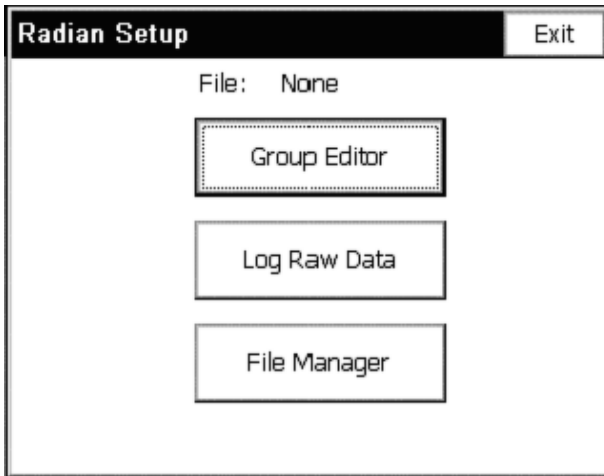 Radian Setup Exit
File: None
Group Editor
Log Raw Data
File Manager